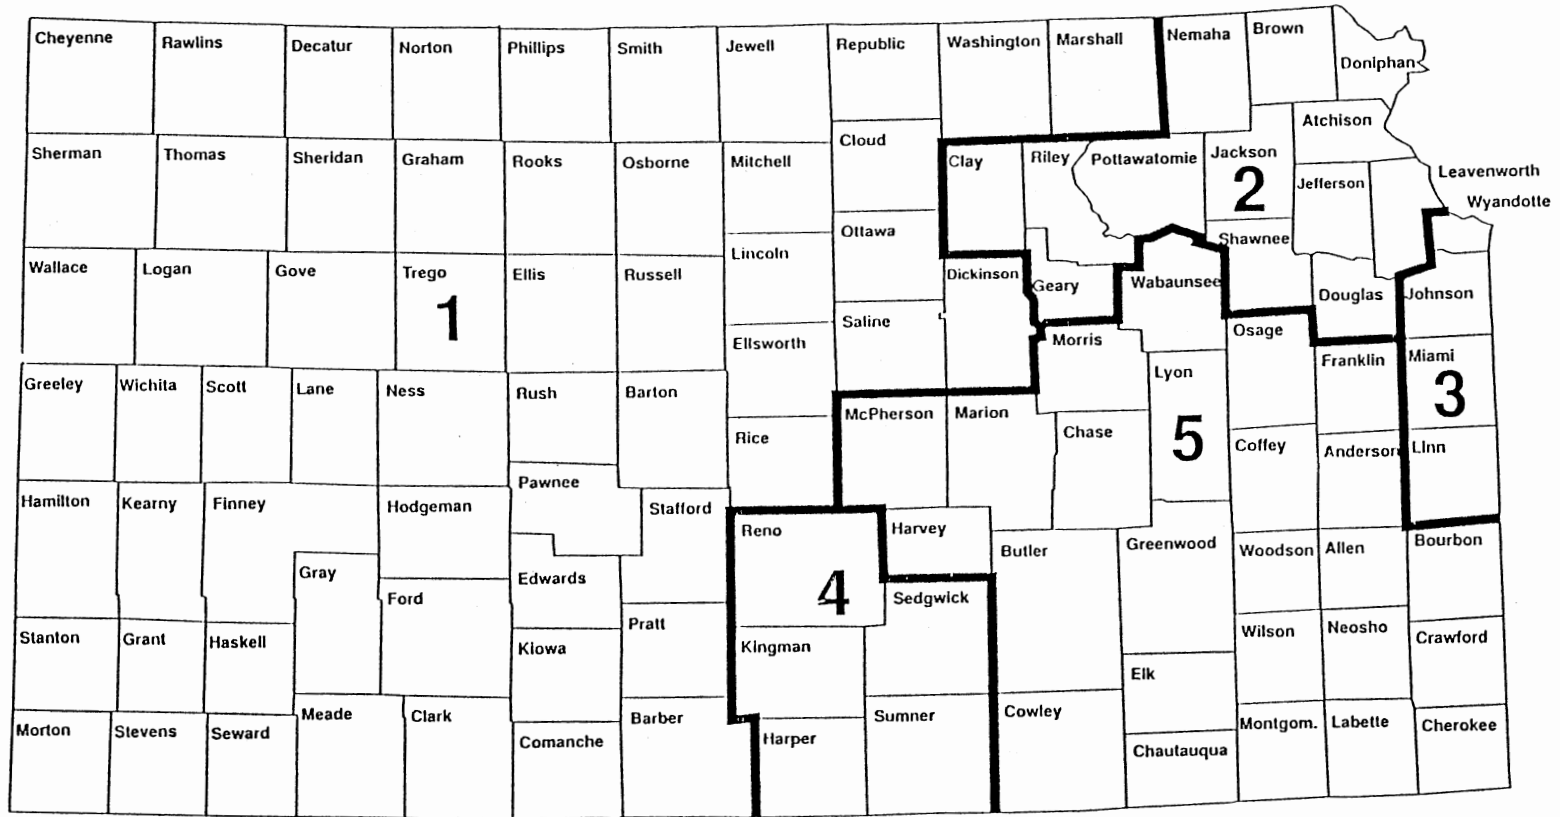 Cheyenne
Rawlins
Decatur
Norton
Phillips
Smith
Jewell
Republic
Washington
Marshall
Nemaha
Brown
Doniphan
Sherman
Thomas
Sheridan
Graham
Rooks
Osborne
Mitchell
Cloud
Clay
Riley
Pottawatomie
Jackson
2
Atchison
Jefferson
Leavenworth
Wyandotte
Wallace
Logan
Gove
Trego
1
Ellis
Russell
Lincoln
Ottawa
Dickinson
Geary
Wabaunsee
Shawnee
Douglas
Johnson
Saline
Ellsworth
Morris
Osage
Franklin
Miami
3
Greeley
Wichita
Scott
Lane
Ness
Rush
Barton
Rice
McPherson
Marion
Chase
Lyon
5
Coffey
Anderson
Linn
Hamilton
Kearny
Finney
Hodgeman
Pawnee
Stafford
Reno
4
Harvey
Butler
Greenwood
Woodson
Allen
Bourbon
Gray
Ford
Edwards
Pratt
Sedgwick
Stanton
Grant
Haskell
Kiowa
Kingman
Elk
Wilson
Neosho
Crawford
Morton
Stevens
Seward
Meade
Clark
Comanche
Barber
Harper
Sumner
Cowley
Chautauqua
Montgom.
Labette
Cherokee